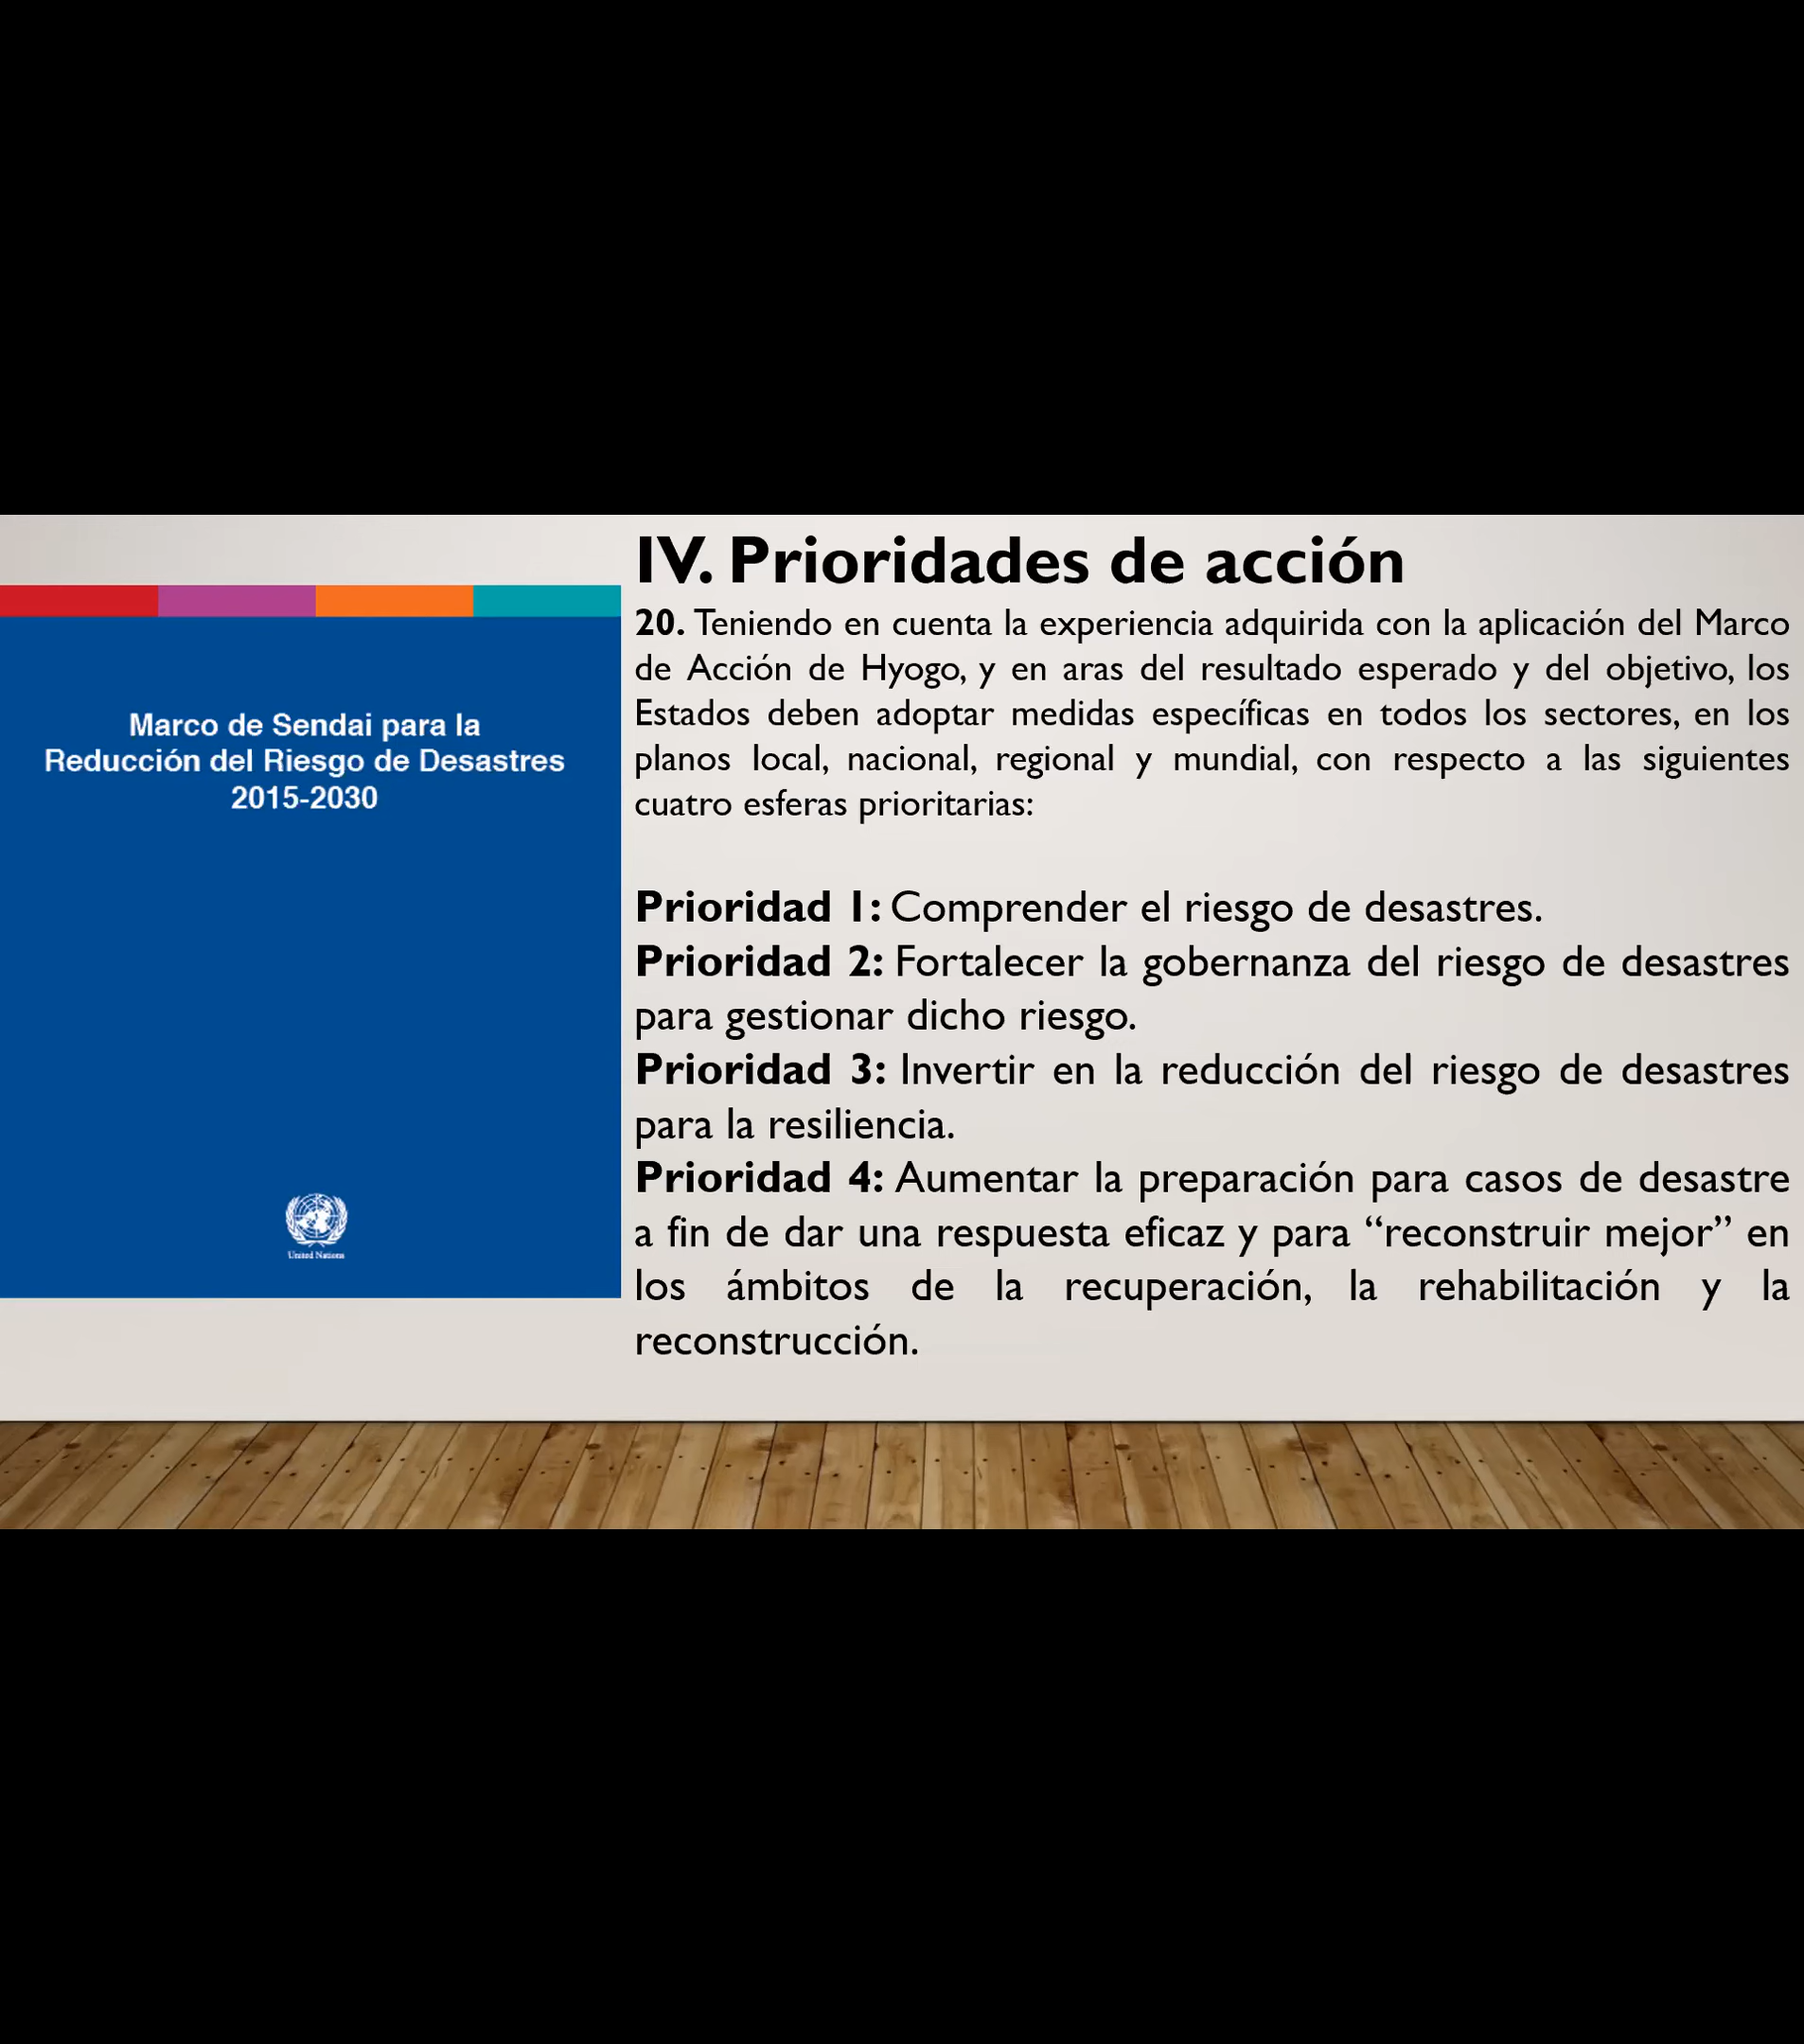 Marco de Sendai para la
Reducción del Riesgo de Desastres
2015-2030
United Nations
IV. Prioridades de acción
20. Teniendo en cuenta la experiencia adquirida con la aplicación del Marco
de Acción de Hyogo, y en aras del resultado esperado y del objetivo, los
Estados deben adoptar medidas específicas en todos los sectores, en los
planos local, nacional, regional y mundial, con respecto a las siguientes
cuatro esferas prioritarias:
Prioridad 1: Comprender el riesgo de desastres.
Prioridad 2: Fortalecer la gobernanza del riesgo de desastres
para gestionar dicho riesgo.
Prioridad 3: Invertir en la reducción del riesgo de desastres
para la resiliencia.
Prioridad 4: Aumentar la preparación para casos de desastre
a fin de dar una respuesta eficaz y para “reconstruir mejor” en
los ámbitos de la recuperación, la rehabilitación y la
reconstrucción.